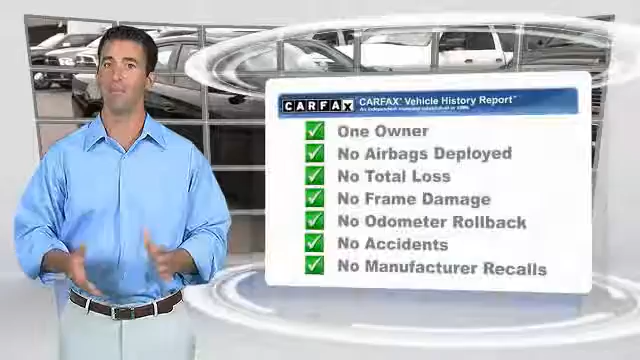 CARFAX CARFAX Vehicle History Report™
One Owner
No Airbags Deployed
No Total Loss
No Frame Damage
No Odometer Rollback
No Accidents
No Manufacturer Recalls